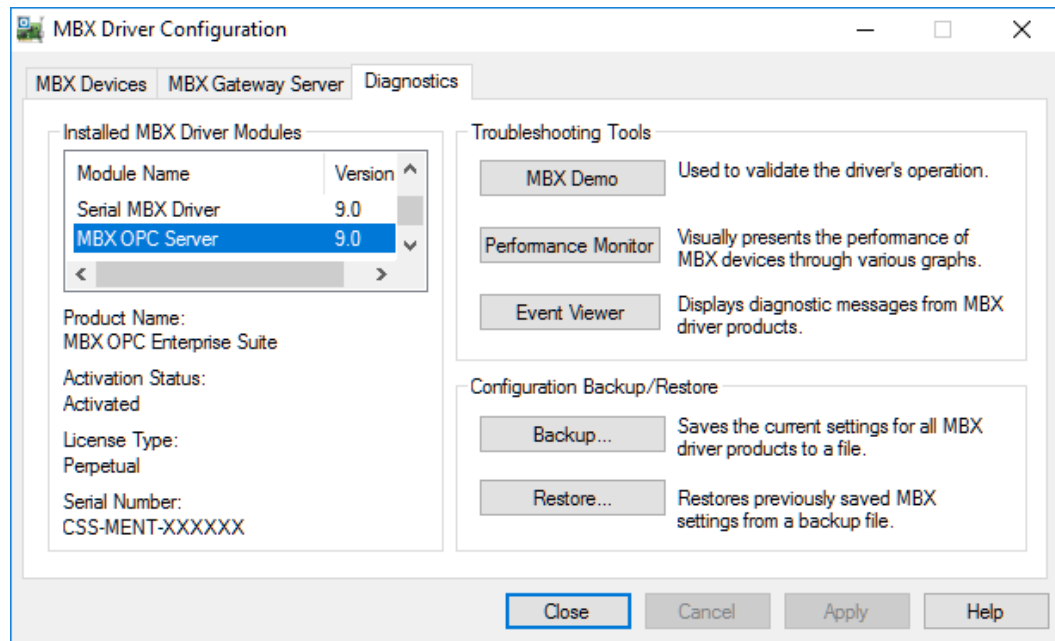 MBX Driver Configuration
MBX Devices MBX Gateway Server Diagnostics
Installed MBX Driver Modules
Module Name Version
Serial MBX Driver 9.0
MBX OPC Server 9.0
Product Name:
MBX OPC Enterprise Suite
Activation Status:
Activated
License Type:
Perpetual
Serial Number:
CSS-MENT-XXXXXX
Troubleshooting Tools
MBX Demo
Used to validate the driver's operation.
Performance Monitor
Visually presents the performance of
MBX devices through various graphs.
Event Viewer
Displays diagnostic messages from MBX
driver products.
Configuration Backup/Restore
Backup...
Saves the current settings for all MBX
driver products to a file.
Restore...
Restores previously saved MBX
settings from a backup file.
Close Cancel Apply Help